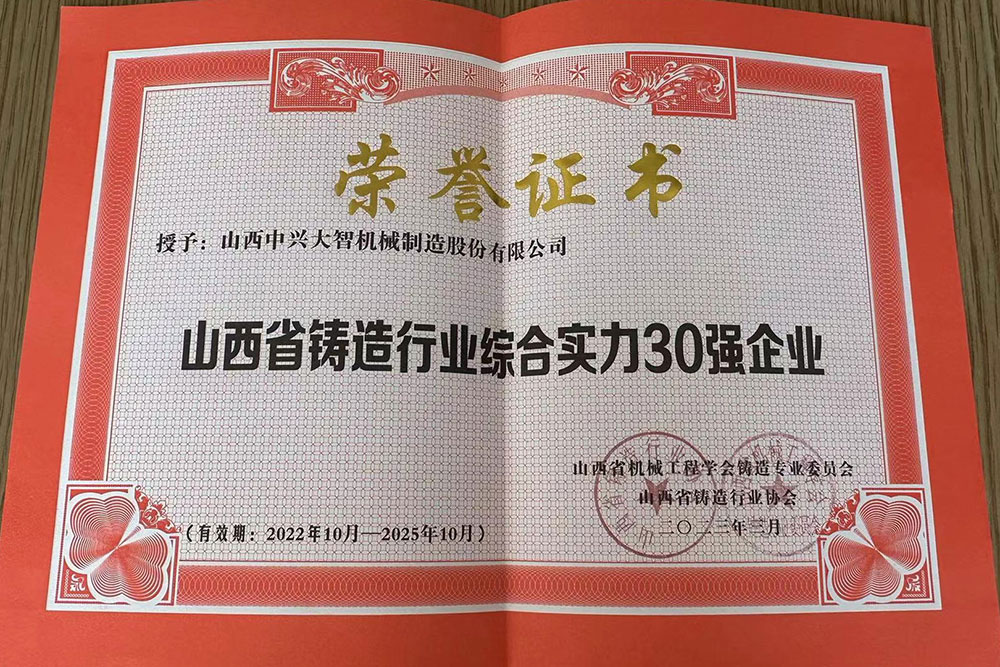 荣誉证书
授予：山西中兴大智机械制造股份有限公司
山西省铸造行业综合实力30强企业
山西省机械工程学会铸造专业委员会
山西省铸造行业协会
（有效期：2022年10月—2025年10月）
二〇二三年三月